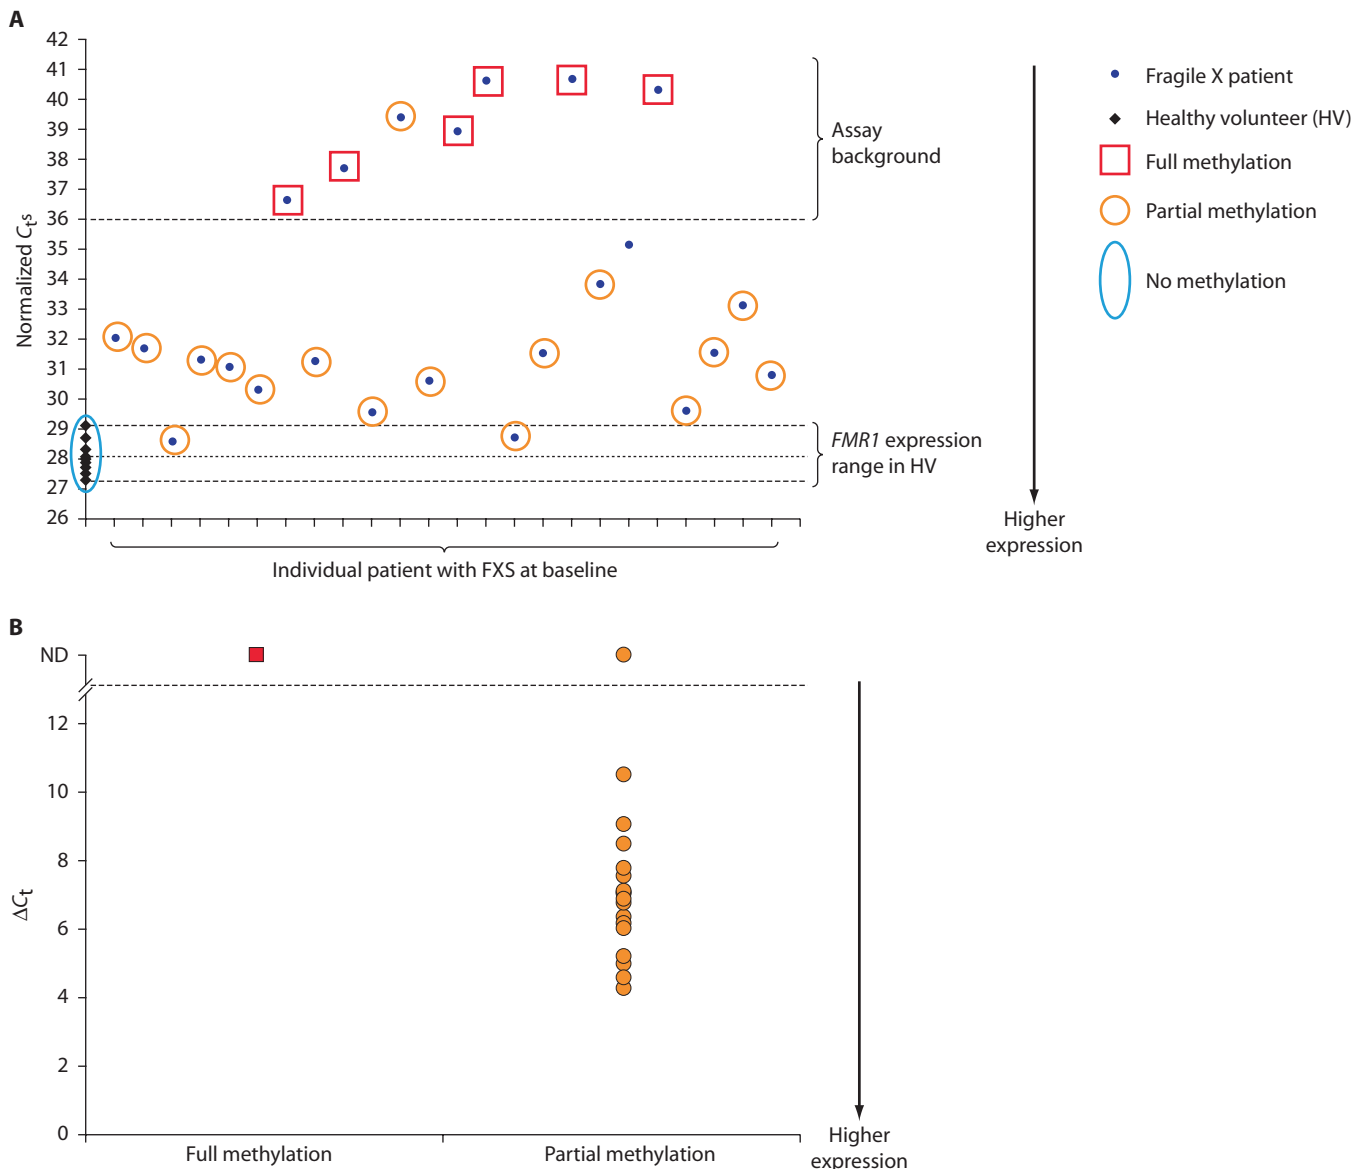 A
42
41
40
39
38
37
36
35
34
33
32
31
30
29
28
27
26
Normalized Cts
Assay
background
FMR1 expression
range in HV
Individual patient with FXS at baseline
Higher
expression
Fragile X patient
Healthy volunteer (HV)
Full methylation
Partial methylation
No methylation
B
ND
12
10
8
6
4
2
0
ΔCt
Full methylation
Partial methylation
Higher
expression